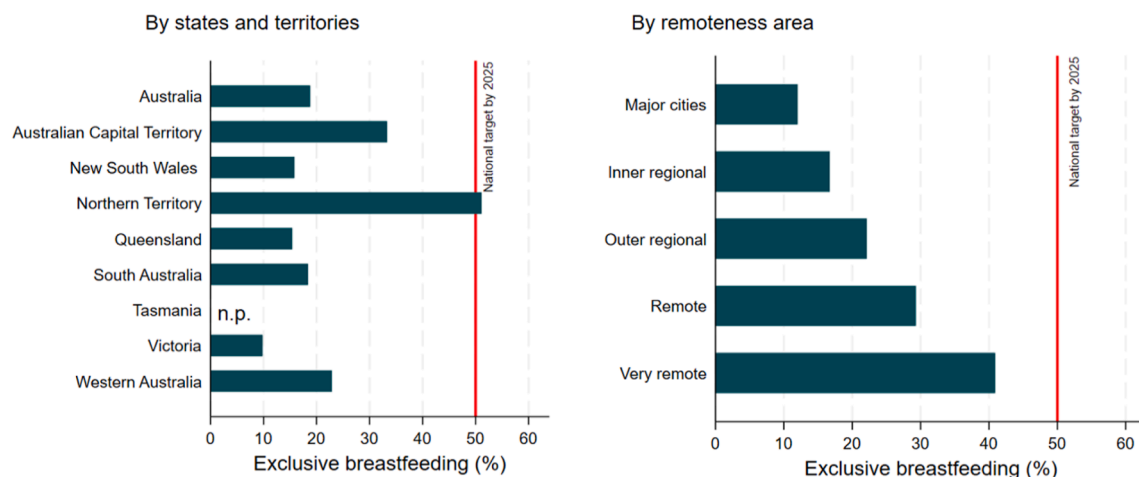 By states and territories
Australia
Australian Capital Territory
New South Wales
Northern Territory
Queensland
South Australia
Tasmania
n.p.
Victoria
Western Australia
National target by 2025
0 10 20 30 40 50 60
Exclusive breastfeeding (%)
By remoteness area
Major cities
Inner regional
Outer regional
Remote
Very remote
National target by 2025
0 10 20 30 40 50 60
Exclusive breastfeeding (%)